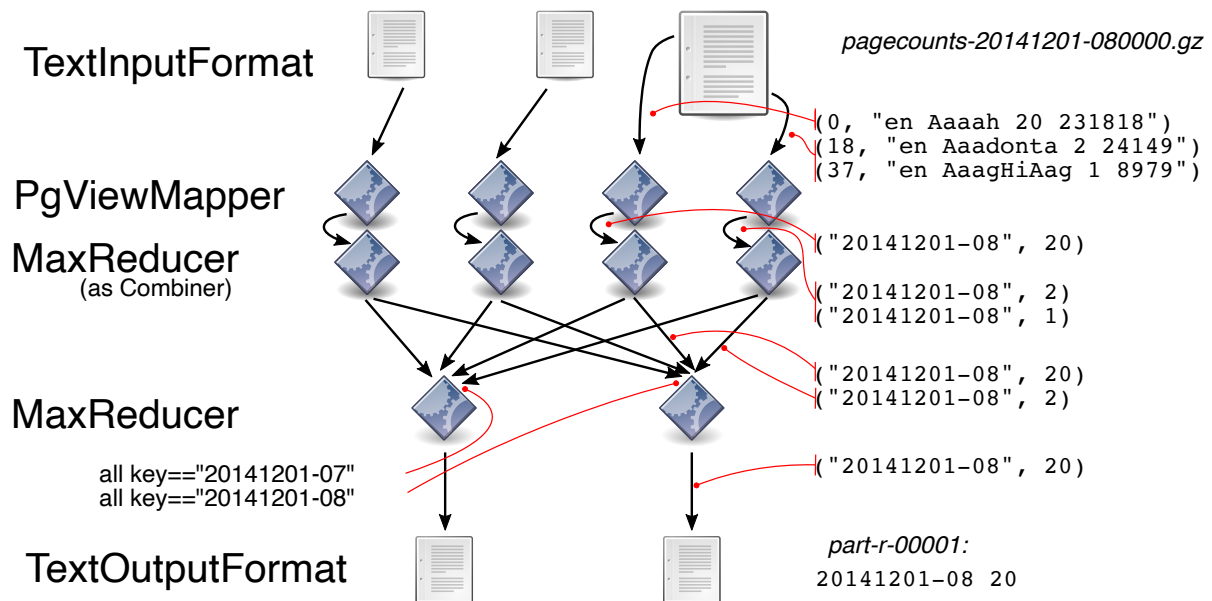 TextInputFormat
pagecounts-20141201-080000.gz
(0, "en Aaaah 20 231818")
(18, "en Aaadonta 2 24149")
(37, "en AaagHiAag 1 8979")
PgViewMapper
MaxReducer
(as Combiner)
("20141201-08", 20)
("20141201-08", 2)
("20141201-08", 1)
("20141201-08", 20)
("20141201-08", 2)
MaxReducer
all key=="20141201-07"
all key=="20141201-08"
("20141201-08", 20)
TextOutputFormat
part-r-00001:
20141201-08 20